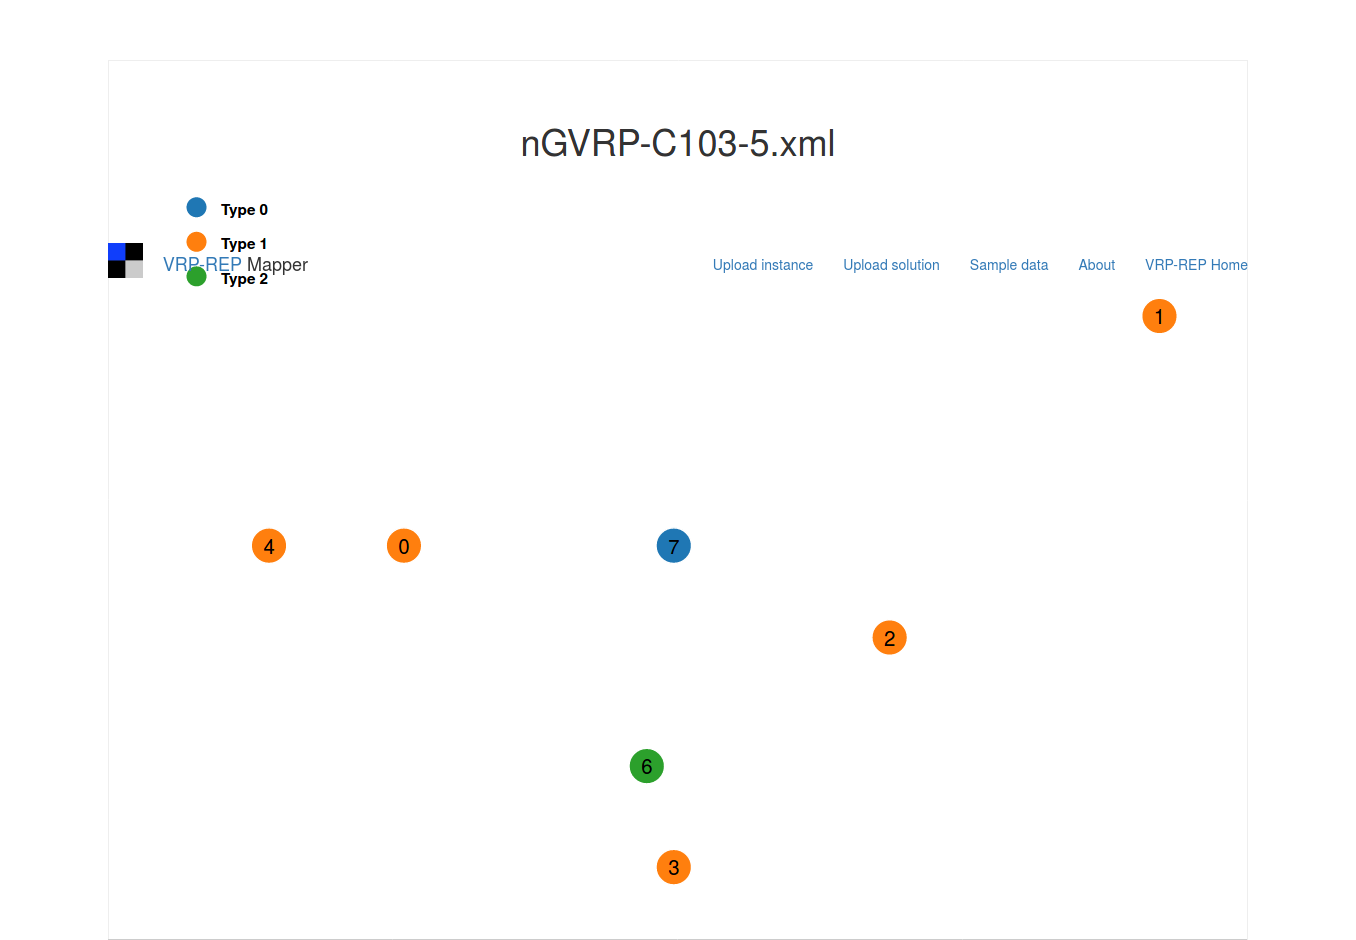 nGVRP-C103-5.xml
Type 0
Type 1
VRP-REP Mapper
Upload instance
Upload solution
Sample data
About
VRP-REP Home
Type 2
1
4
0
7
2
6
3